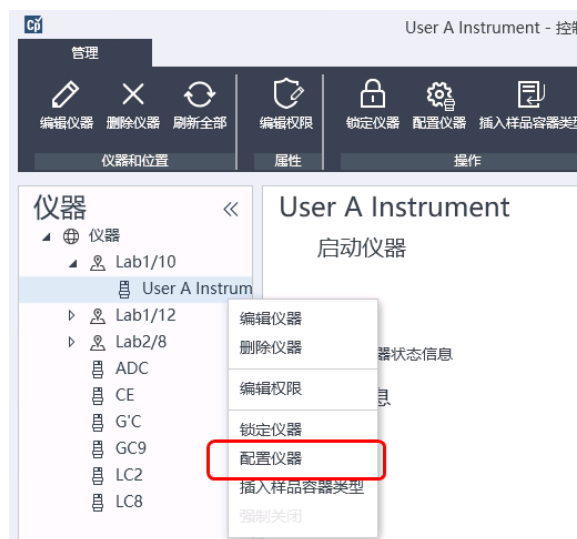 User A Instrument - 控
管理
编辑仪器 删除仪器 刷新全部 编辑权限 锁定仪器 配置仪器 插入样品容器类型
仪器和位置 属性 操作
仪器
User A Instrument
仪器
启动仪器
Lab1/10
User A Instrum
Lab1/12
编辑仪器
Lab2/8
删除仪器
器状态信息
ADC
编辑权限
息
CE
G'C
锁定仪器
GC9
配置仪器
LC2
插入样品容器类型
LC8
强制关闭